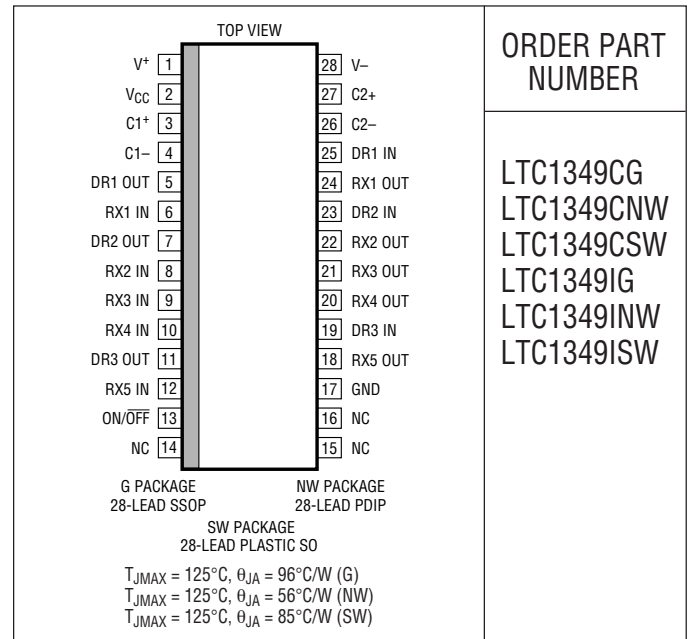 TOP VIEW
V+ 1
28 V–
VCC 2
27 C2+
C1+ 3
26 C2–
C1– 4
25 DR1 IN
DR1 OUT 5
24 RX1 OUT
RX1 IN 6
23 DR2 IN
DR2 OUT 7
22 RX2 OUT
RX2 IN 8
21 RX3 OUT
RX3 IN 9
20 RX4 OUT
RX4 IN 10
19 DR3 IN
DR3 OUT 11
18 RX5 OUT
RX5 IN 12
17 GND
ON/O̅F̅F̅ 13
16 NC
NC 14
15 NC
G PACKAGE
28-LEAD SSOP
NW PACKAGE
28-LEAD PDIP
SW PACKAGE
28-LEAD PLASTIC SO
TJMAX = 125°C, θJA = 96°C/W (G)
TJMAX = 125°C, θJA = 56°C/W (NW)
TJMAX = 125°C, θJA = 85°C/W (SW)
ORDER PART
NUMBER
LTC1349CG
LTC1349CNW
LTC1349CSW
LTC1349IG
LTC1349INW
LTC1349ISW